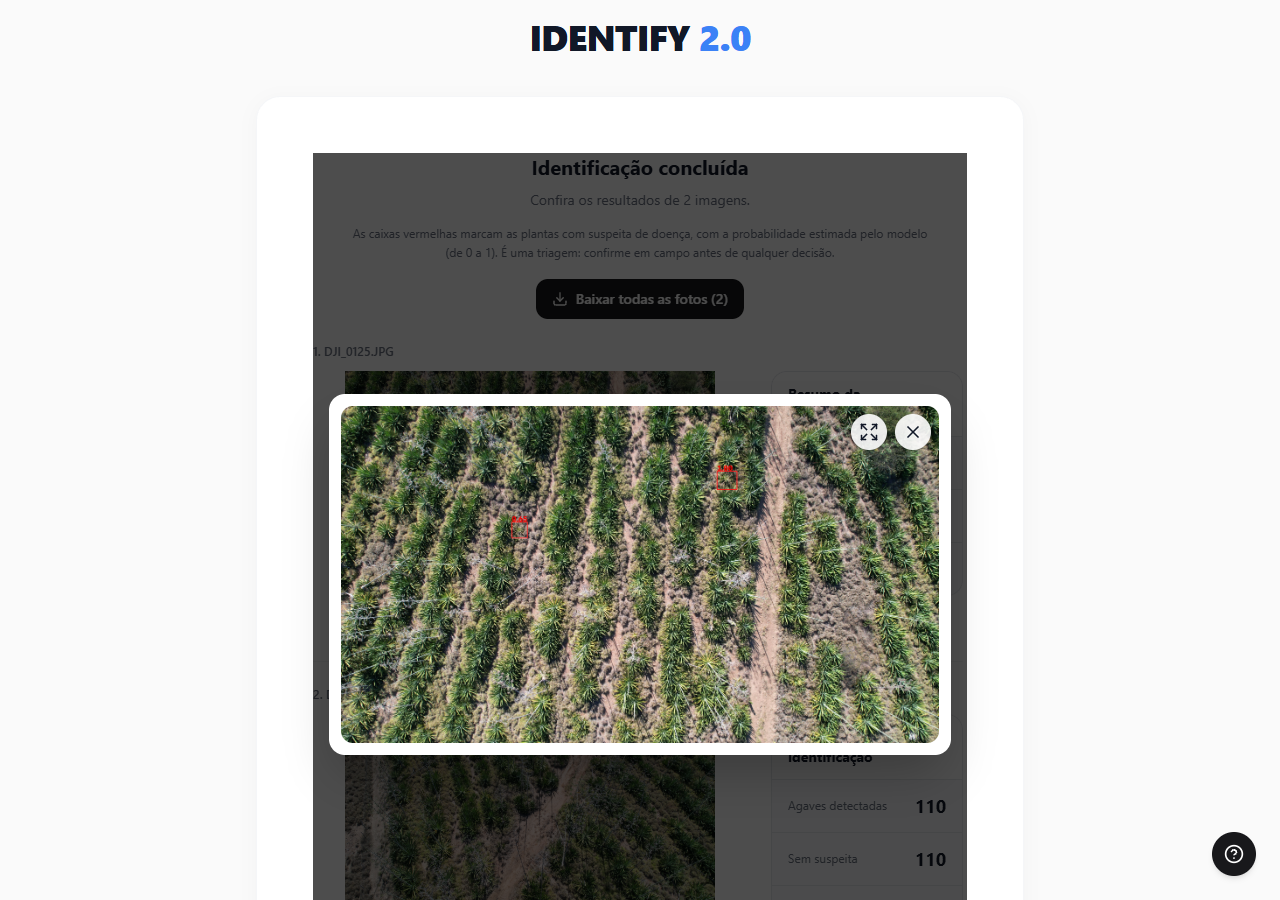 IDENTIFY 2.0
Identificação concluída
Confira os resultados de 2 imagens.
As caixas vermelhas marcam as plantas com suspeita de doença, com a probabilidade estimada pelo modelo
(de 0 a 1). É uma triagem: confirme em campo antes de qualquer decisão.
Baixar todas as fotos (2)
1. DJI_0125.JPG
2.
Identificação
Agaves detectadas 110
Sem suspeita 110